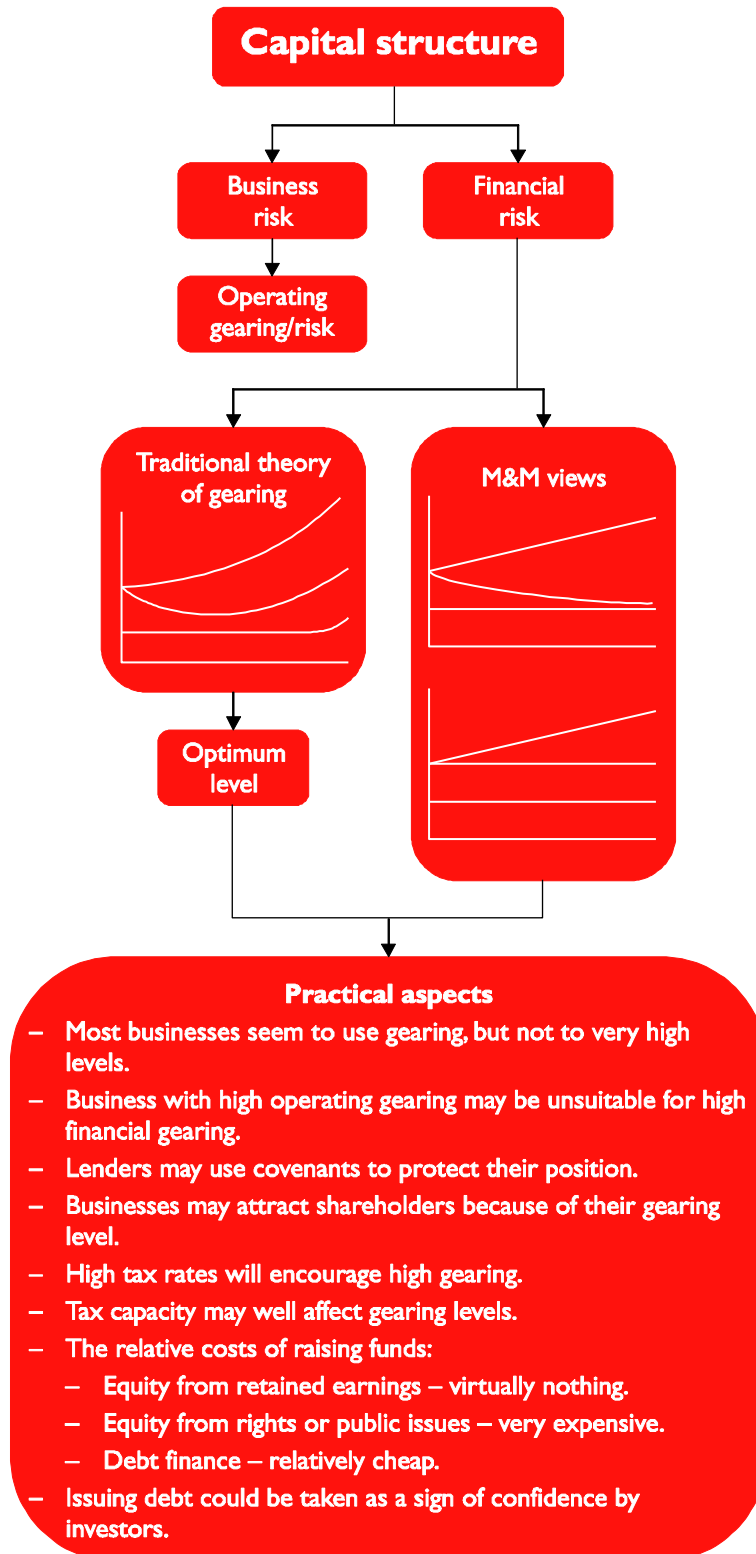 Capital structure
Business
risk
Financial
risk
Operating
gearing/risk
Traditional theory
of gearing
M&M views
Optimum
level
Practical aspects
– Most businesses seem to use gearing, but not to very high
levels.
– Business with high operating gearing may be unsuitable for high
financial gearing.
– Lenders may use covenants to protect their position.
– Businesses may attract shareholders because of their gearing
level.
– High tax rates will encourage high gearing.
– Tax capacity may well affect gearing levels.
– The relative costs of raising funds:
– Equity from retained earnings – virtually nothing.
– Equity from rights or public issues – very expensive.
– Debt finance – relatively cheap.
– Issuing debt could be taken as a sign of confidence by
investors.